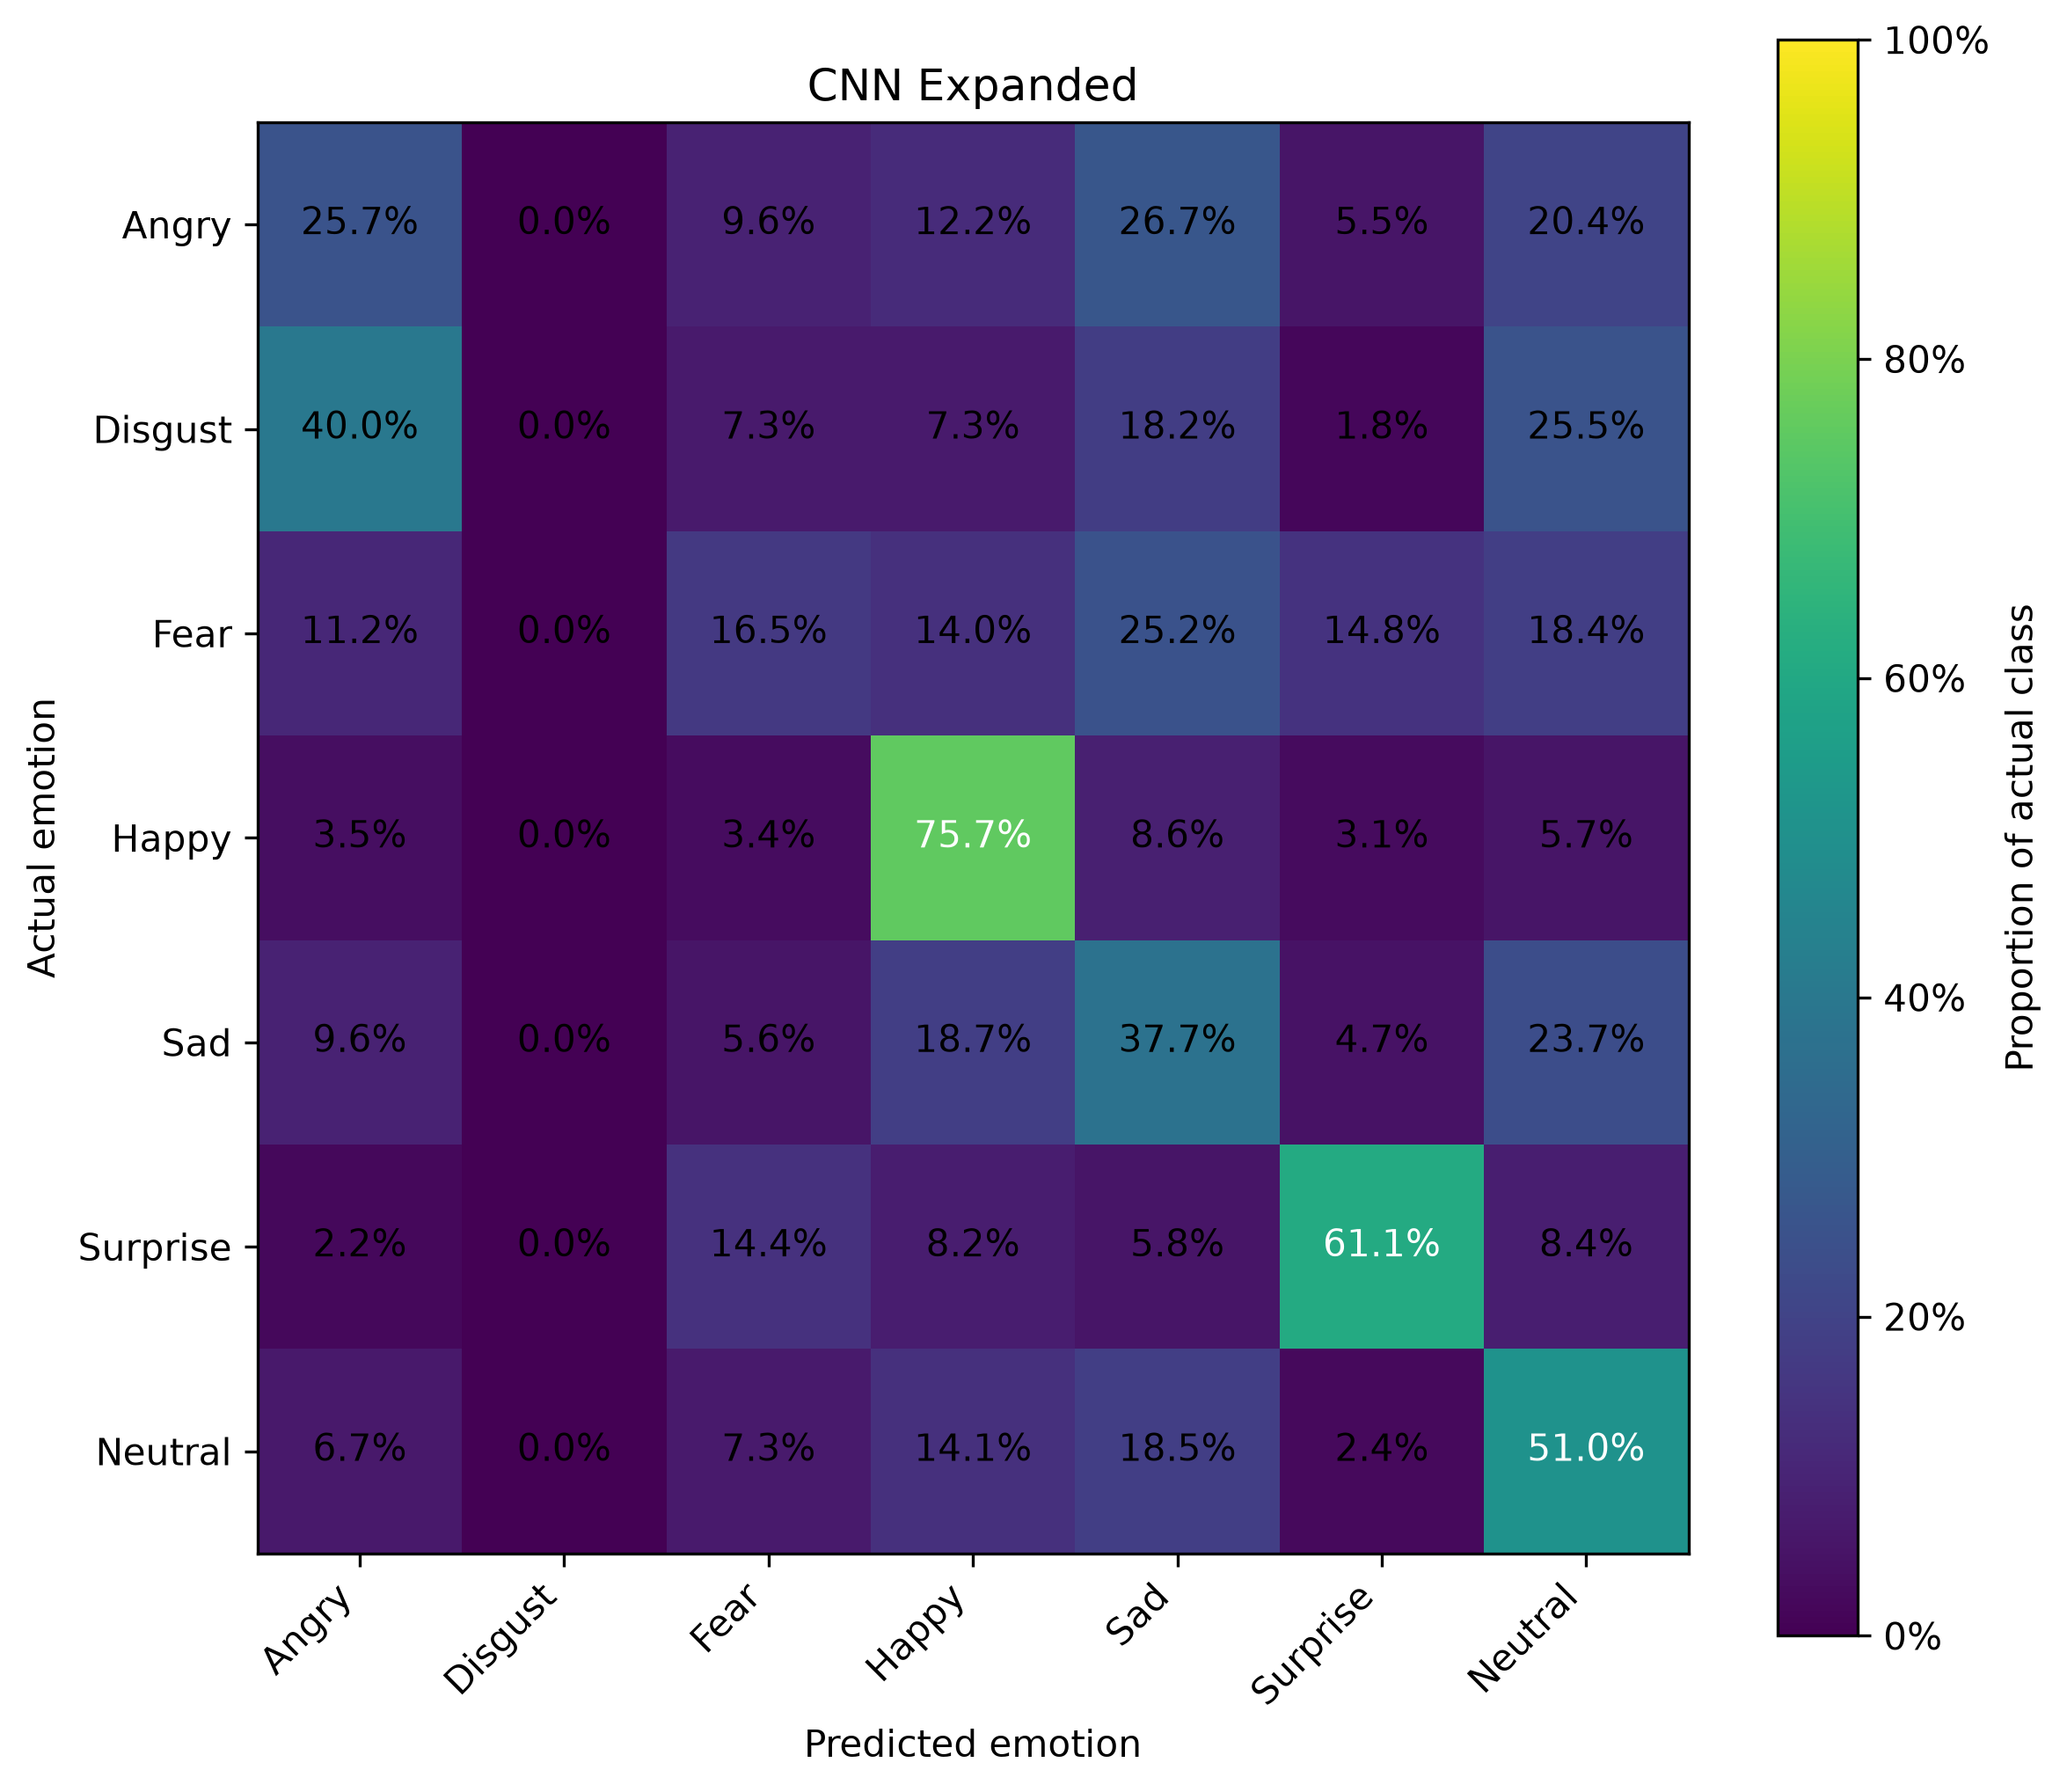 CNN Expanded
100%
Angry 25.7% 0.0% 9.6% 12.2% 26.7% 5.5% 20.4%
80%
Disgust 40.0% 0.0% 7.3% 7.3% 18.2% 1.8% 25.5%
Fear 11.2% 0.0% 16.5% 14.0% 25.2% 14.8% 18.4%
60%
Happy 3.5% 0.0% 3.4% 75.7% 8.6% 3.1% 5.7%
Actual emotion
Proportion of actual class
40%
Sad 9.6% 0.0% 5.6% 18.7% 37.7% 4.7% 23.7%
Surprise 2.2% 0.0% 14.4% 8.2% 5.8% 61.1% 8.4%
20%
Neutral 6.7% 0.0% 7.3% 14.1% 18.5% 2.4% 51.0%
0%
Angry Disgust Fear Happy Sad Surprise Neutral
Predicted emotion